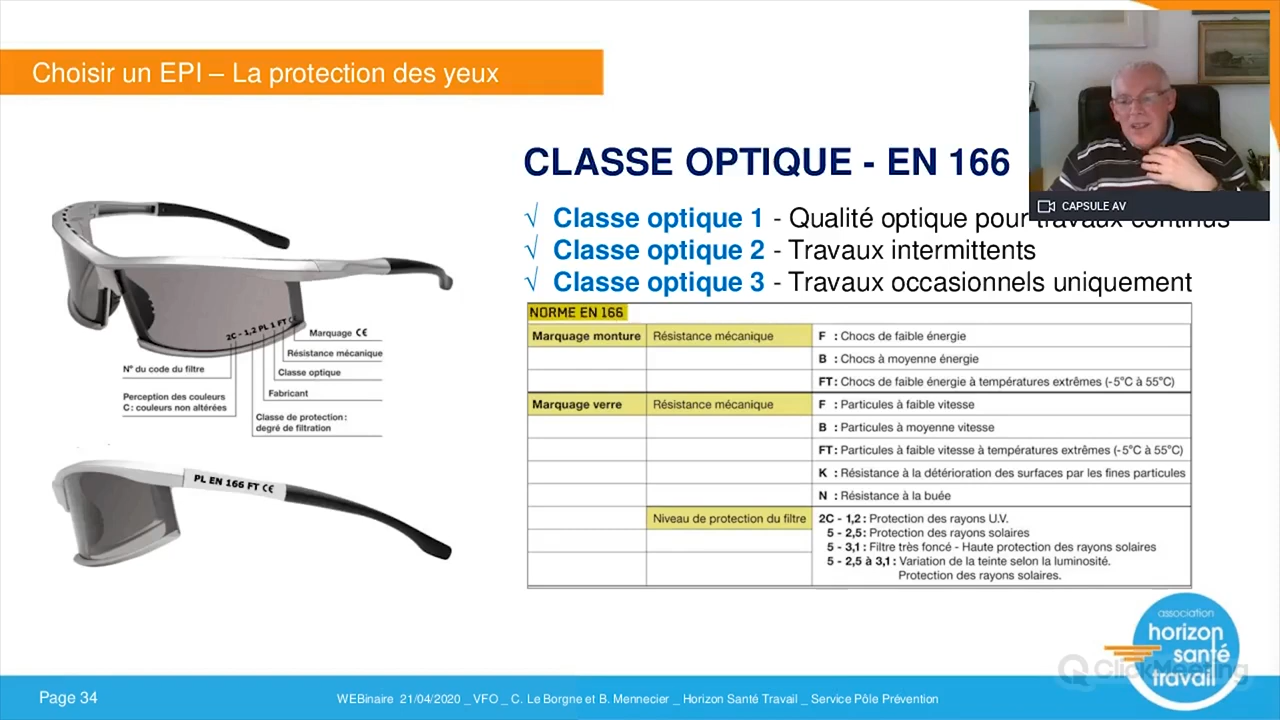 Choisir un EPI – La protection des yeux
CAPSULE AV
CLASSE OPTIQUE - EN 166
√ Classe optique 1 - Qualité optique pour travaux continus
√ Classe optique 2 - Travaux intermittents
√ Classe optique 3 - Travaux occasionnels uniquement
2C - 1,2 PL 1 FT CE
Marquage CE
Résistance mécanique
Classe optique
Fabricant
Classe de protection :
degré de filtration
N° du code du filtre
Perception des couleurs
C : couleurs non altérées
PL EN 166 FT CE
NORME EN 166
Marquage monture Résistance mécanique F : Chocs de faible énergie
B : Chocs à moyenne énergie
FT : Chocs de faible énergie à températures extrêmes (-5°C à 55°C)
Marquage verre Résistance mécanique F : Particules à faible vitesse
B : Particules à moyenne vitesse
FT : Particules à faible vitesse à températures extrêmes (-5°C à 55°C)
K : Résistance à la détérioration des surfaces par les fines particules
N : Résistance à la buée
Niveau de protection du filtre 2C - 1,2 : Protection des rayons U.V.
5 - 2,5 : Protection des rayons solaires
5 - 3,1 : Filtre très foncé - Haute protection des rayons solaires
5 - 2,5 à 3,1 : Variation de la teinte selon la luminosité.
Protection des rayons solaires.
association
horizon
santé
travail
ClickMeeting
Page 34
WEBinaire 21/04/2020 _ VFO _ C. Le Borgne et B. Mennecier _ Horizon Santé Travail _ Service Pôle Prévention